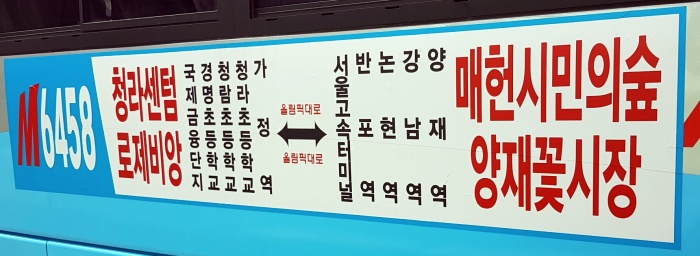 M6458
청라센텀
로제비앙
국제금융단지
경명초등학교
청람초등학교
청라초등학교
가정역
올림픽대로
올림픽대로
서울고속터미널
반포역
논현역
강남역
양재역
매헌시민의숲
양재꽃시장